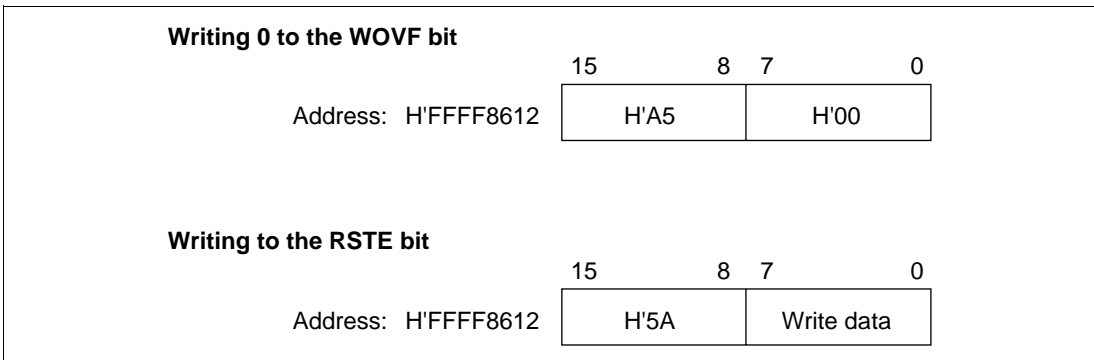 Writing 0 to the WOVF bit
15 8 7 0
Address: H'FFFF8612 H'A5 H'00
Writing to the RSTE bit
15 8 7 0
Address: H'FFFF8612 H'5A Write data